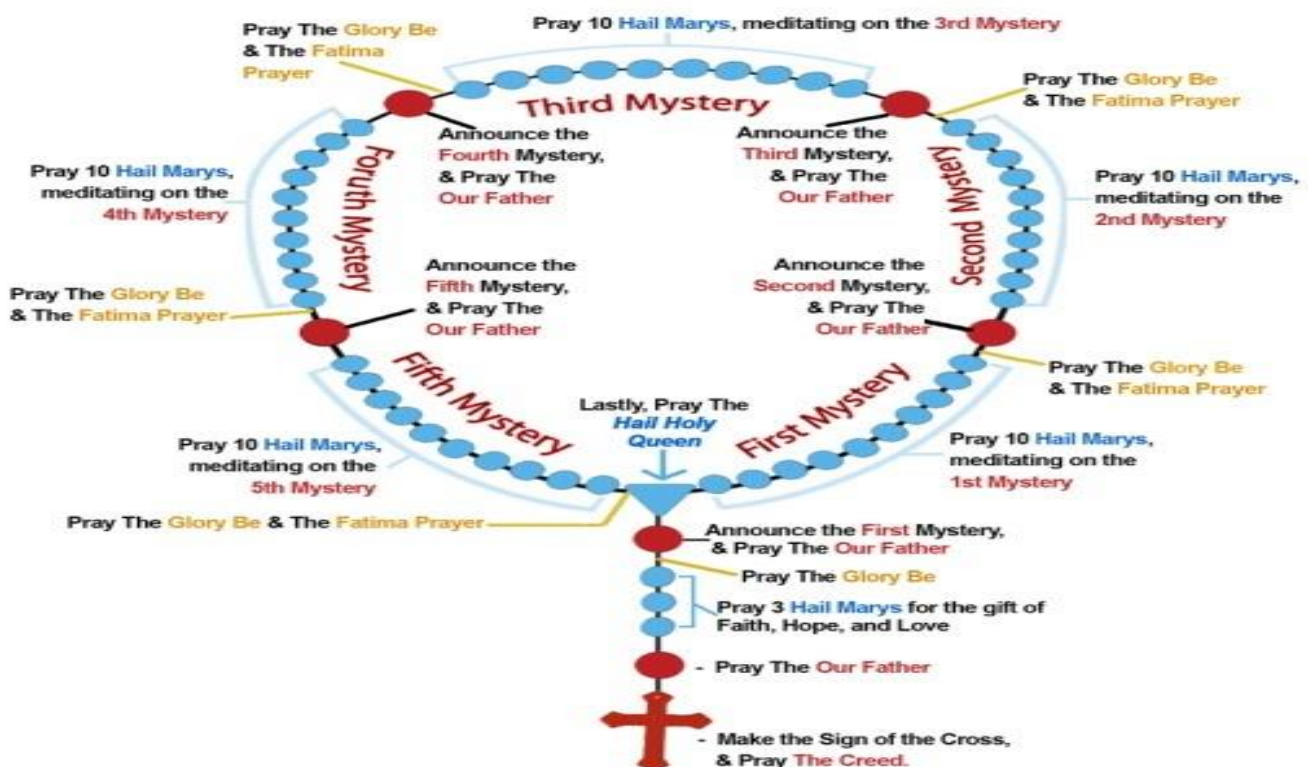 Pray 10 Hail Marys, meditating on the 3rd Mystery
Pray The Glory Be
& The Fatima
Prayer
Pray The Glory Be
& The Fatima Prayer
Third Mystery
Announce the
Fourth Mystery,
& Pray The
Our Father
Announce the
Third Mystery,
& Pray The
Our Father
Pray 10 Hail Marys,
meditating on the
4th Mystery
Foruth Mystery
Second Mystery
Pray 10 Hail Marys,
meditating on the
2nd Mystery
Pray The Glory Be
& The Fatima Prayer
Announce the
Fifth Mystery,
& Pray The
Our Father
Announce the
Second Mystery,
& Pray The
Our Father
Pray The Glory Be
& The Fatima Prayer
Fifth Mystery
Lastly, Pray The
Hail Holy
Queen
First Mystery
Pray 10 Hail Marys,
meditating on the
5th Mystery
Pray 10 Hail Marys,
meditating on the
1st Mystery
Pray The Glory Be & The Fatima Prayer
Announce the First Mystery,
& Pray The Our Father
Pray The Glory Be
Pray 3 Hail Marys for the gift of
Faith, Hope, and Love
- Pray The Our Father
- Make the Sign of the Cross,
& Pray The Creed.